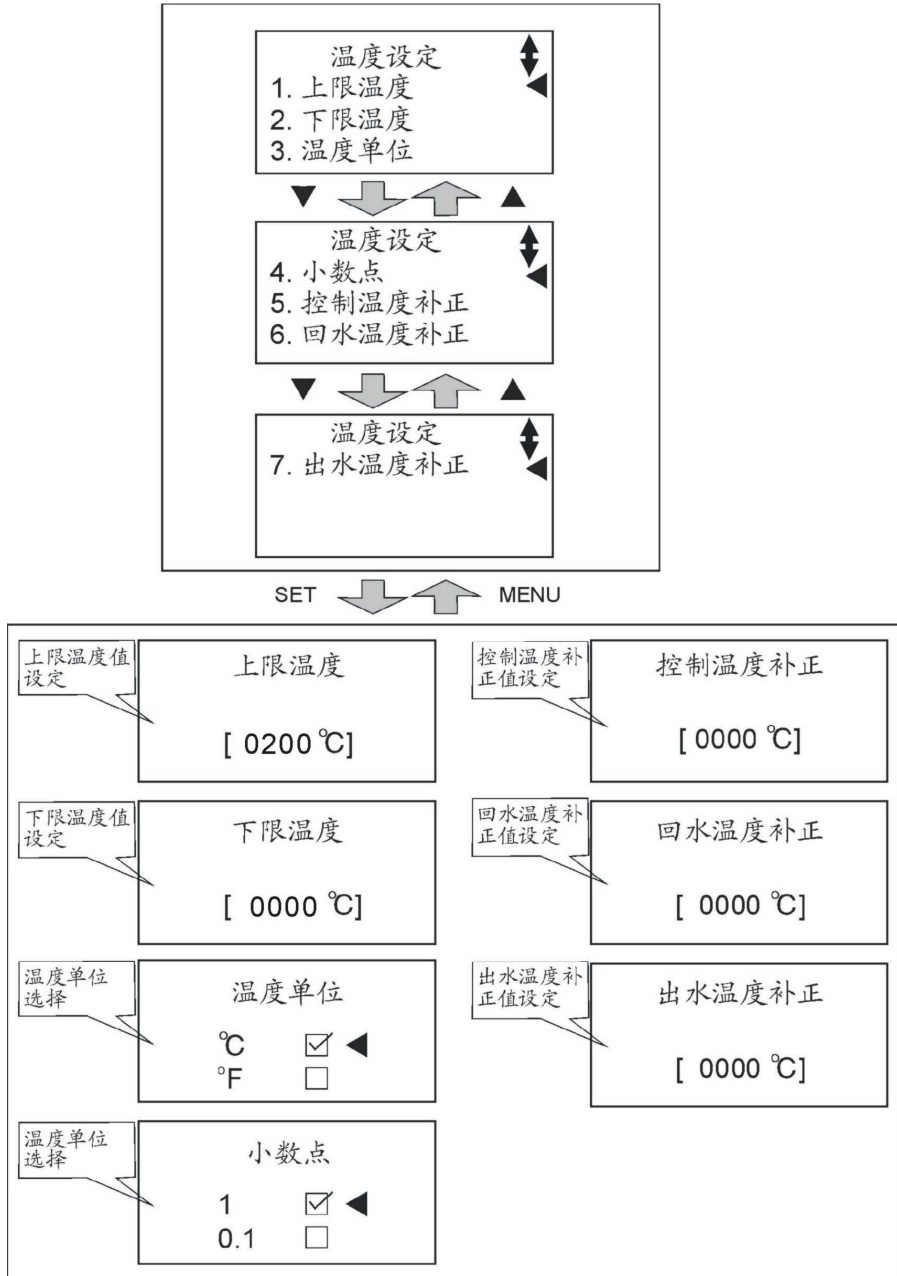 温度设定
1. 上限温度
2. 下限温度
3. 温度单位
温度设定
4. 小数点
5. 控制温度补正
6. 回水温度补正
温度设定
7. 出水温度补正
SET MENU
上限温度值
设定
上限温度
[ 0200 ℃]
下限温度值
设定
下限温度
[ 0000 ℃]
温度单位
选择
温度单位
℃
°F
温度单位
选择
小数点
1
0.1
控制温度补
正值设定
控制温度补正
[ 0000 ℃]
回水温度补
正值设定
回水温度补正
[ 0000 ℃]
出水温度补
正值设定
出水温度补正
[ 0000 ℃]